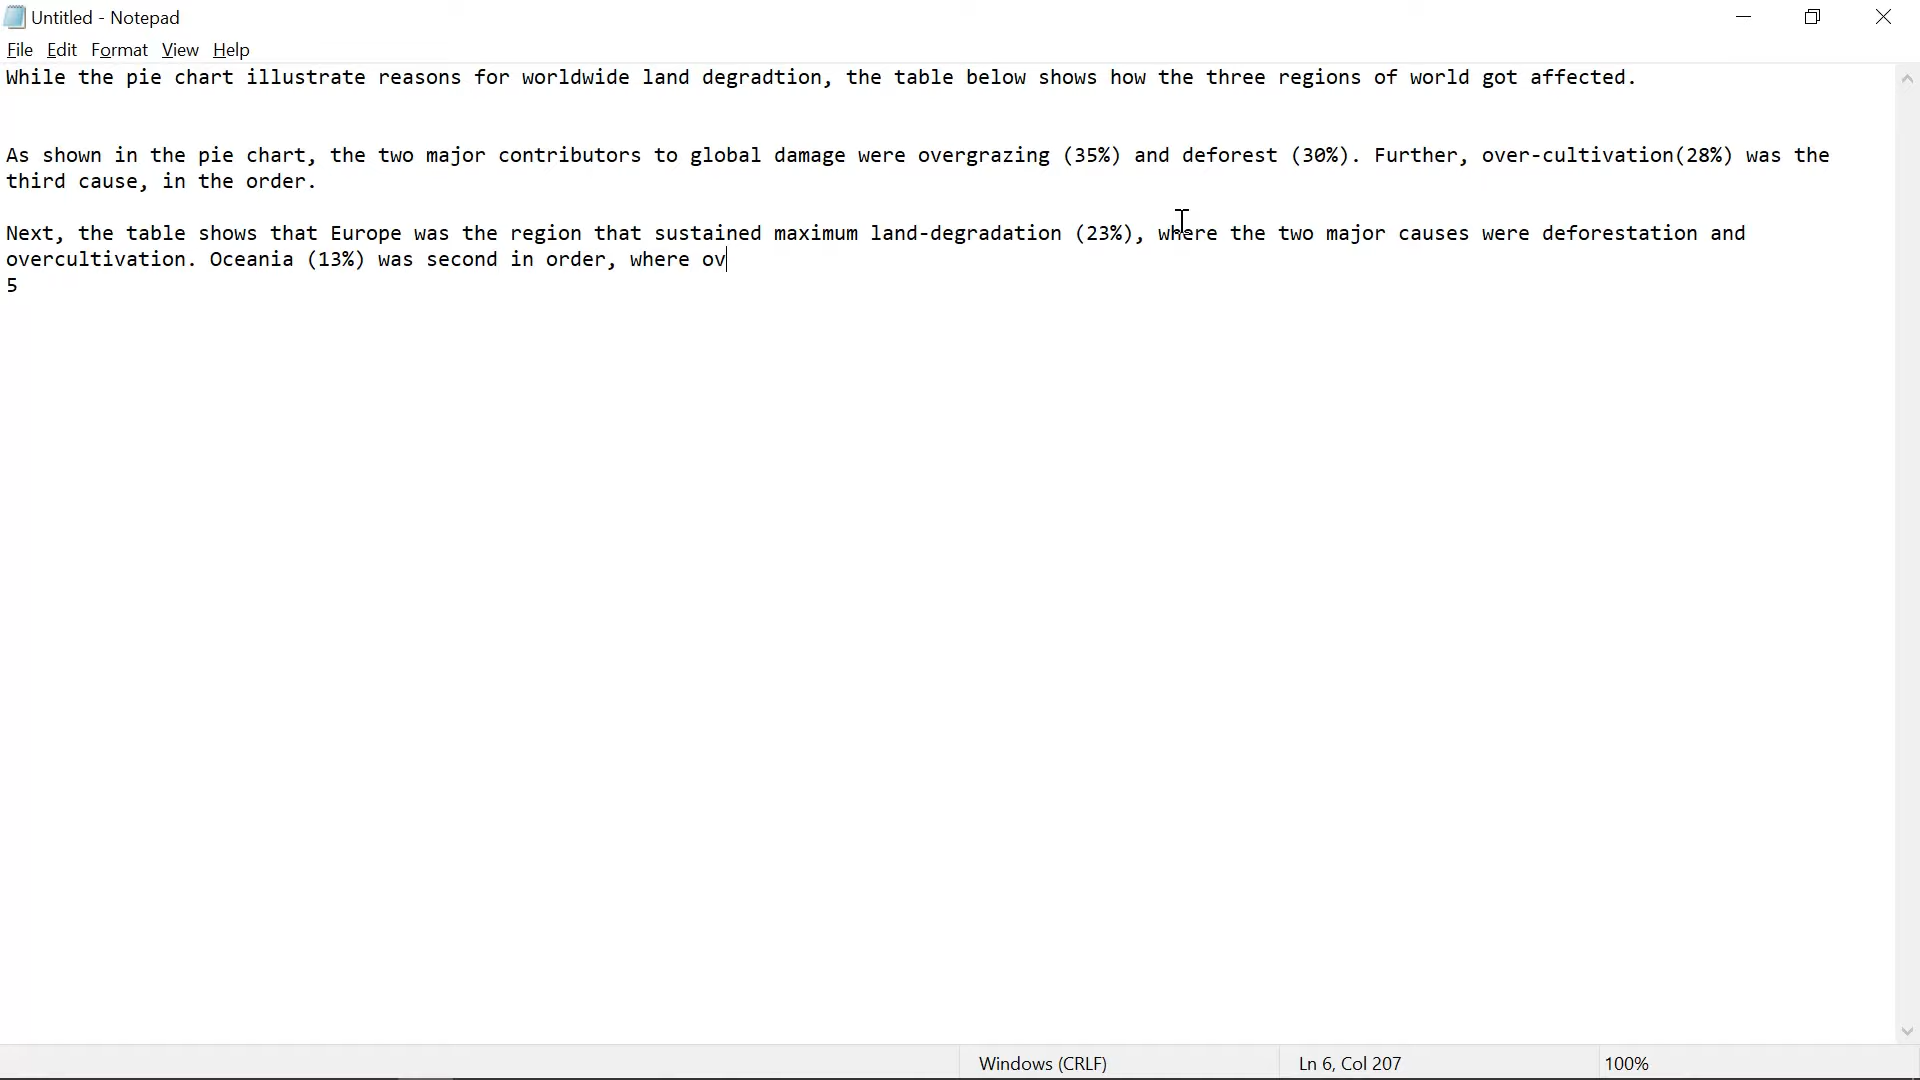 Untitled - Notepad
File Edit Format View Help
While the pie chart illustrate reasons for worldwide land degradtion, the table below shows how the three regions of world got affected.
As shown in the pie chart, the two major contributors to global damage were overgrazing (35%) and deforest (30%). Further, over-cultivation(28%) was the
third cause, in the order.
Next, the table shows that Europe was the region that sustained maximum land-degradation (23%), where the two major causes were deforestation and
overcultivation. Oceania (13%) was second in order, where ov
5
Windows (CRLF) Ln 6, Col 207 100%